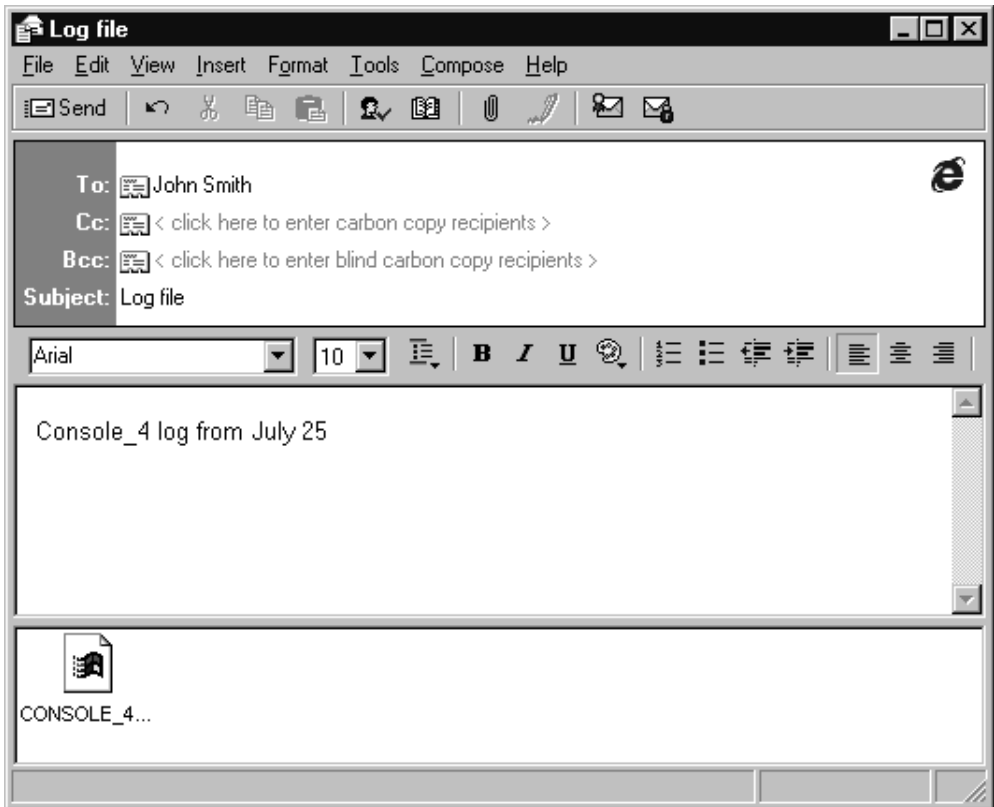 Log file
File Edit View Insert Format Tools Compose Help
Send
To: John Smith
Cc: < click here to enter carbon copy recipients >
Bcc: < click here to enter blind carbon copy recipients >
Subject: Log file
Arial 10 B I U
Console_4 log from July 25
CONSOLE_4...